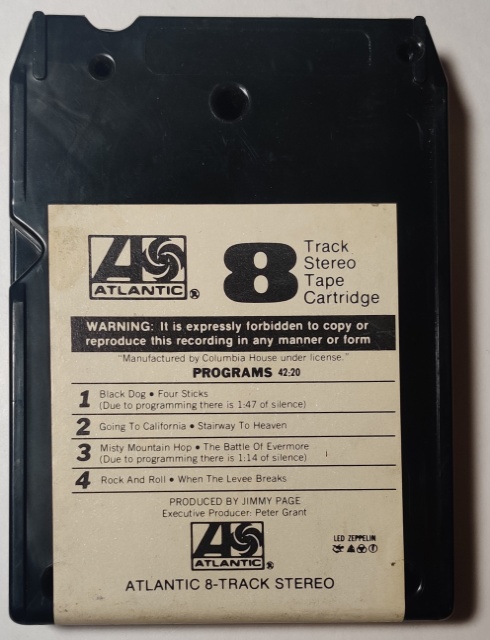 ATLANTIC ®
8 Track
Stereo
Tape
Cartridge
WARNING: It is expressly forbidden to copy or
reproduce this recording in any manner or form
"Manufactured by Columbia House under license."
PROGRAMS 42:20
1 Black Dog • Four Sticks
(Due to programming there is 1:47 of silence)
2 Going To California • Stairway To Heaven
3 Misty Mountain Hop • The Battle Of Evermore
(Due to programming there is 1:14 of silence)
4 Rock And Roll • When The Levee Breaks
PRODUCED BY JIMMY PAGE
Executive Producer: Peter Grant
LED ZEPPELIN
ATLANTIC
ATLANTIC 8-TRACK STEREO